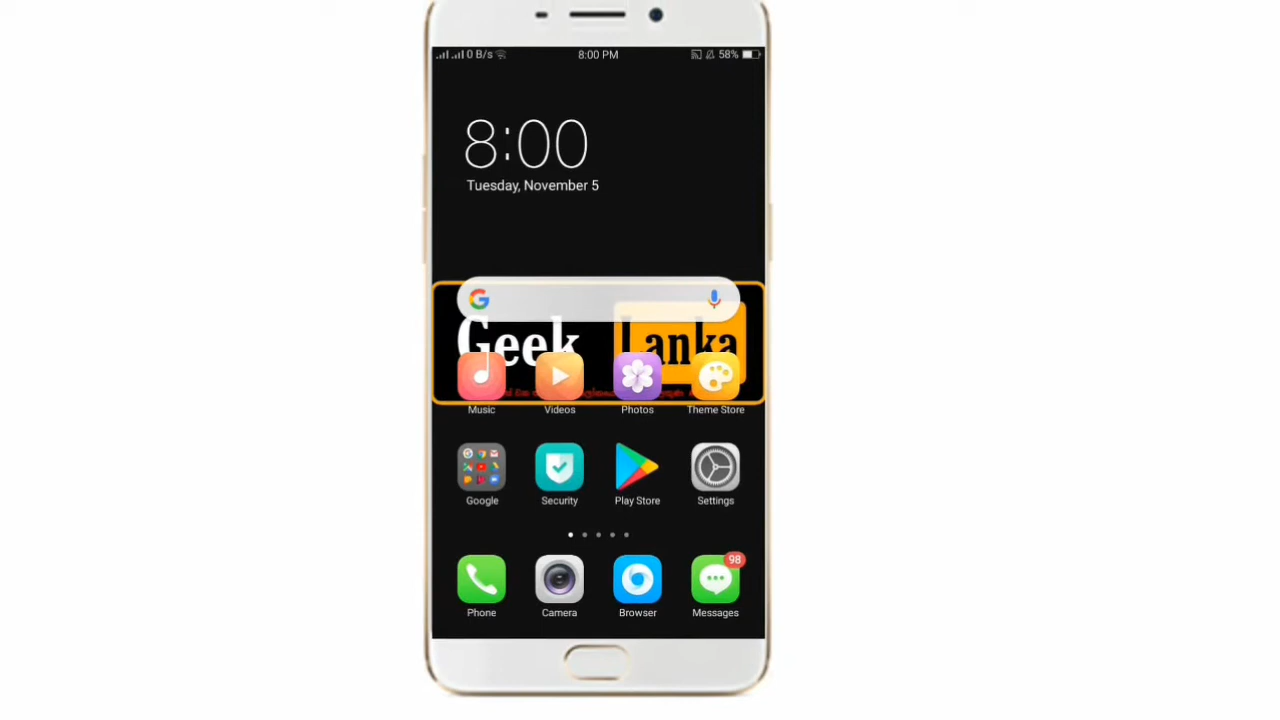 0 B/s 8:00 PM 58%
8:00
Tuesday, November 5
Geek Lanka
Music Videos Photos Theme Store
Google Security Play Store Settings
98
Phone Camera Browser Messages